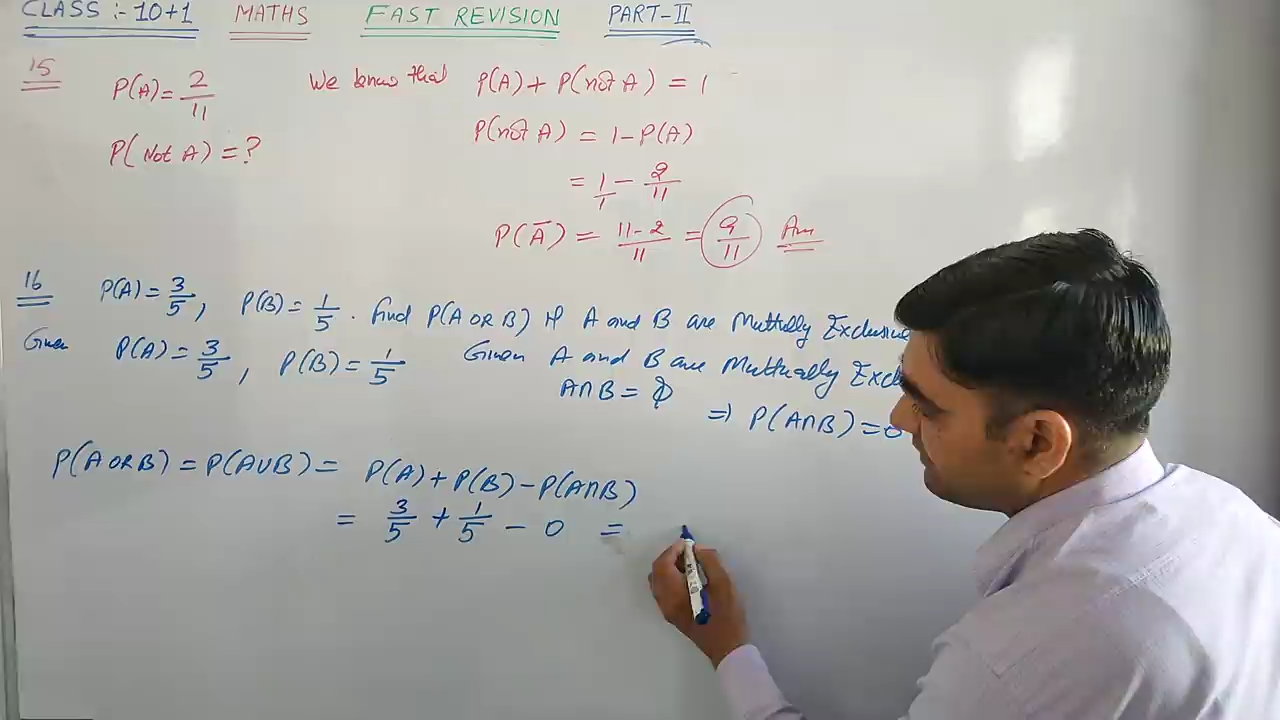 CLASS :- 10+1 MATHS FAST REVISION PART-II
15 P(A)=2/11 We know that P(A)+P(not A) = 1
P(Not A) = ? P(not A) = 1-P(A)
= 1/1 - 2/11
P(Ā) = 11-2/11 = 9/11 Ans
16 P(A)=3/5, P(B)=1/5. find P(A OR B) if A and B are Muttully Exclusive
Given P(A)=3/5, P(B)=1/5 Given A and B are Muttually Excl
A∩B = φ
⇒ P(A∩B)=0
P(A OR B) = P(A∪B) = P(A)+P(B)-P(A∩B)
= 3/5 + 1/5 - 0 =